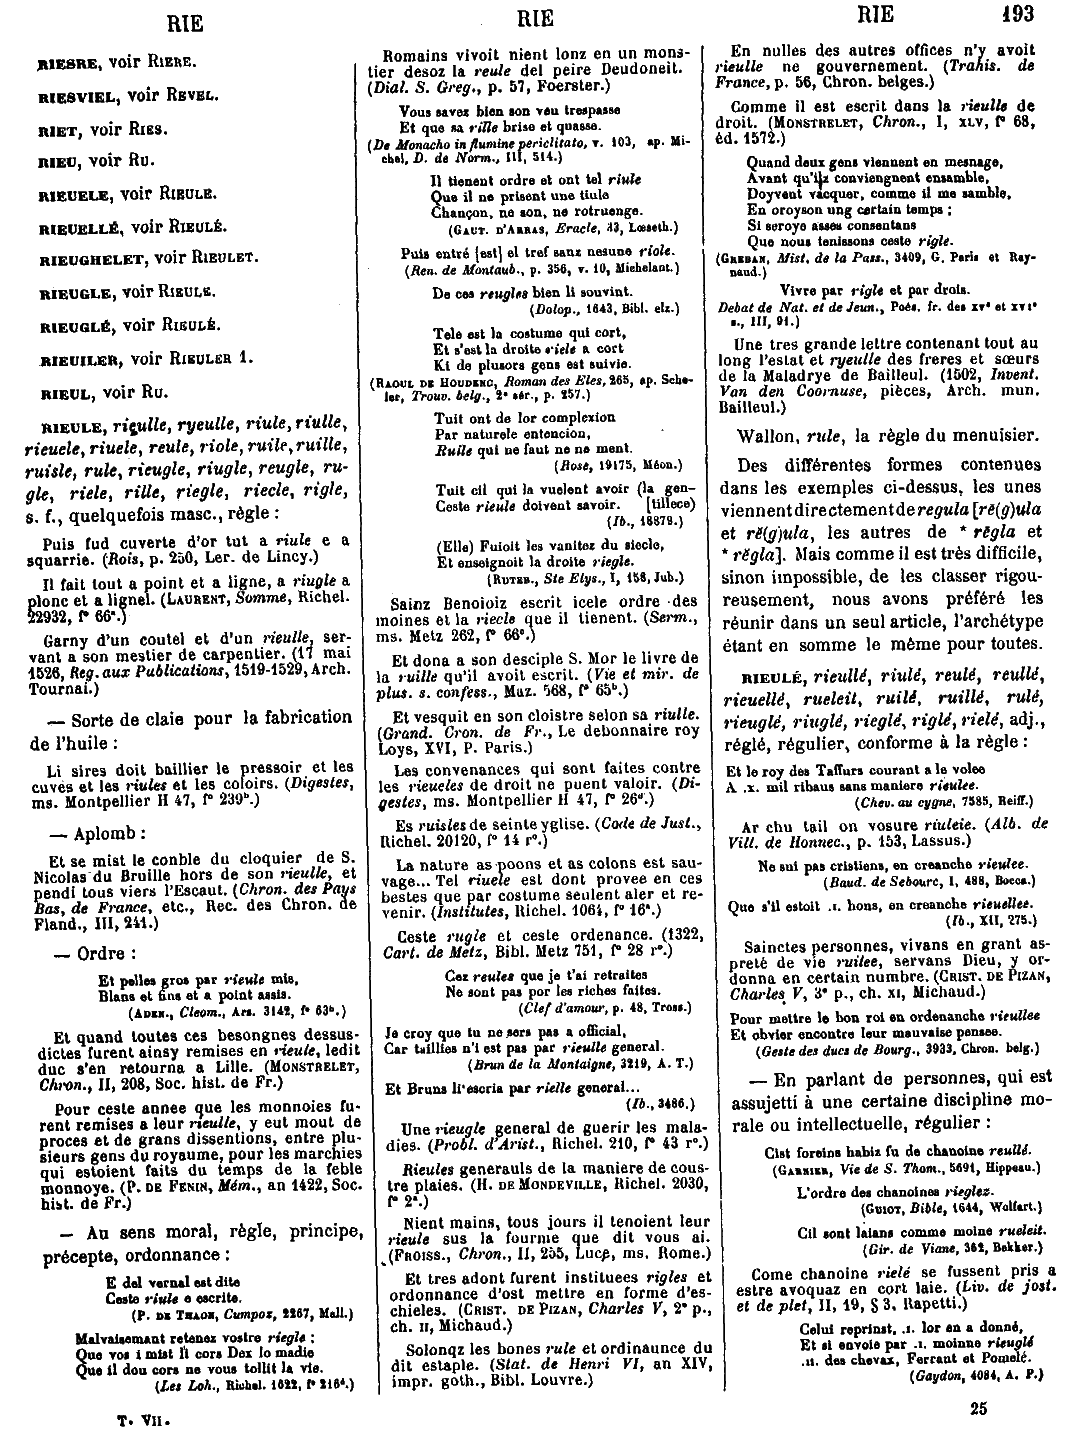 RIE
RIE
RIE 193
RIESRE, voir RIERE.
RIESVIEL, voir REVEL.
RIET, voir RIES.
RIEU, voir RU.
RIEUELE, voir RIEULE.
RIEUELLÉ, voir RIEULÉ.
RIEUGHELET, voir RIEULET.
RIEUGLE, voir RIEULE.
RIEUGLÉ, voir RIEULÉ.
RIEUILER, voir RIEULER 1.
RIEUL, voir RU.
RIEULE, rigulle, ryeulle, riule, riulle,
rieuele, riuele, reule, riole, ruile, ruille,
ruisle, rule, rieugle, riugle, reugle, ru-
gle, riele, rille, riegle, riecle, rigle,
s. f., quelquefois masc., règle :
Puis fud cuverte d'or tut a riule e a
squarrie. (Rois, p. 250, Ler. de Lincy.)
Il fait tout a point et a ligne, a riugle a
plonc et a lignel. (LAURENT, Somme, Richel.
22932, f° 66ᵃ.)
Garny d'un coutel et d'un rieulle, ser-
vant a son mestier de carpentier. (17 mai
1526, Reg. aux Publications, 1519-1529, Arch.
Tournai.)
— Sorte de claie pour la fabrication
de l'huile :
Li sires doit baillier le pressoir et les
cuves et les riules et les coloirs. (Digestes,
ms. Montpellier H 47, f° 239ᵇ.)
— Aplomb :
Et se mist le conble du cloquier de S.
Nicolas du Bruille hors de son rieulle, et
pendi tous viers l'Escaut. (Chron. des Pays
Bas, de France, etc., Rec. des Chron. de
Fland., III, 241.)
— Ordre :
Et pelles gros par rieule mis,
Blans et fins et a point assis.
(ADEN., Cleom., Ars. 3142, f° 63ᵇ.)
Et quand toutes ces besongnes dessus-
dictes furent ainsy remises en rieule, ledit
duc s'en retourna a Lille. (MONSTRELET,
Chron., II, 208, Soc. hist. de Fr.)
Pour ceste annee que les monnoies fu-
rent remises a leur rieulle, y eut mout de
proces et de grans dissentions, entre plu-
sieurs gens du royaume, pour les marchies
qui estoient faits du temps de la feble
monnoye. (P. DE FENIN, Mém., an 1422, Soc.
hist. de Fr.)
— Au sens moral, règle, principe,
précepte, ordonnance :
E del vernal est dite
Ceste riule e escrite.
(P. DE THAON, Cumpoz, 2267, Mall.)
Malvaisemant retenez vostre riegle ;
Que vos i mist li cors Dex lo madie
Que il dou cors ne vous tollit la vie.
(Les Loh., Richel. 1622, f° 216ᵈ.)
T. VII.
Romains vivoit nient lonz en un mons-
tier desoz la reule del peire Deudoneit.
(Dial. S. Greg., p. 57, Foerster.)
Vous savez bien son veu trespasse
Et que sa rille brise et quasse.
(De Monacho in flumine periclitato, v. 103, ap. Mi-
chel, D. de Norm., III, 514.)
Il tienent ordre et ont tel riule
Que il ne prisent une tiule
Chançon, ne son, ne rotruenge.
(GAUT. D'ARRAS, Eracle, 43, Lœseth.)
Puis entré [est] el tref sanz nesune riole.
(Ren. de Montaub., p. 356, v. 10, Michelant.)
De ces reugles bien li souvint.
(Dolop., 1643, Bibl. elz.)
Tele est la costume qui cort,
Et s'est la droite riele a cort
Ki de plusors gens est suivie.
(RAOUL DE HOUDENC, Roman des Eles, 265, ap. Sche-
ler, Trouv. belg., 2ᵉ sér., p. 257.)
Tuit ont de lor complexion
Par naturele entencion,
Ruile qui ne faut ne ne ment.
(Rose, 19175, Méon.)
Tuit cil qui la vuelent avoir (la gen-
Ceste rieule doivent savoir. [tillece)
(Ib., 18879.)
(Elle) Fuioit les vanitez du siecle,
Et enseignoit la droite riegle.
(RUTEB., Ste Elys., I, 158, Jub.)
Sainz Benoioiz escrit icele ordre des
moines et la riecle que il tienent. (Serm.,
ms. Metz 262, f° 66ᵉ.)
Et dona a son desciple S. Mor le livre de
la ruille qu'il avoit escrit. (Vie et mir. de
plus. s. confess., Maz. 568, f° 65ᵇ.)
Et vesquit en son cloistre selon sa riulle.
(Grand. Cron. de Fr., Le debonnaire roy
Loys, XVI, P. Paris.)
Les convenances qui sont faites contre
les rieueles de droit ne puent valoir. (Di-
gestes, ms. Montpellier H 47, f° 26ᵈ.)
Es ruisles de seinte yglise. (Code de Just.,
Richel. 20120, f° 14 r°.)
La nature as poons et as colons est sau-
vage... Tel riuele est dont provee en ces
bestes que par costume seulent aler et re-
venir. (Institutes, Richel. 1064, f° 16ᵃ.)
Ceste rugle et ceste ordenance. (1322,
Cart. de Metz, Bibl. Metz 751, f° 28 r°.)
Cez reules que je t'ai retraites
Ne sont pas por les riches faites.
(Clef d'amour, p. 48, Tross.)
Je croy que tu ne sers pas a official,
Car taillies n'i est pas par rieulle general.
(Brun de la Montaigne, 3219, A. T.)
Et Bruns li escria par rielle general...
(Ib., 3486.)
Une rieugle general de guerir les mala-
dies. (Probl. d'Arist., Richel. 210, f° 43 r°.)
Rieules generauls de la maniere de cous-
tre plaies. (H. DE MONDEVILLE, Richel. 2030,
f° 2ᵃ.)
Nient mains, tous jours il tenoient leur
rieule sus la fourme que dit vous ai.
(FROISS., Chron., II, 255, Luce, ms. Rome.)
Et tres adont furent instituees rigles et
ordonnance d'ost mettre en forme d'es-
chieles. (CRIST. DE PIZAN, Charles V, 2ᵉ p.,
ch. II, Michaud.)
Solonqz les bones rule et ordinaunce du
dit estaple. (Stat. de Henri VI, an XIV,
impr. goth., Bibl. Louvre.)
En nulles des autres offices n'y avoit
rieulle ne gouvernement. (Trahis. de
France, p. 56, Chron. belges.)
Comme il est escrit dans la rieulle de
droit. (MONSTRELET, Chron., I, XLV, f° 68,
éd. 1572.)
Quand deux gens viennent en mesnage,
Avant qu'ilz conviengnent ensamble,
Doyvent vacquer, comme il me samble,
En oroyson ung certain temps ;
Si seroye assez consentans
Que nous tenissons ceste rigle.
(GREBAN, Mist. de la Pass., 3409, G. Paris et Ray-
naud.)
Vivre par rigle et par drois.
Debat de Nat. et de Jeun., Poés. fr. des XVᵉ et XVIᵉ
s., III, 91.)
Une tres grande lettre contenant tout au
long l'estat et ryeulle des freres et sœurs
de la Maladrye de Bailleul. (1502, Invent.
Van den Coornuse, pièces, Arch. mun.
Bailleul.)
Wallon, rule, la règle du menuisier.
Des différentes formes contenues
dans les exemples ci-dessus, les unes
viennent directement de regula [rē(g)ula
et rĕ(g)ula, les autres de * rēgla et
* rĕgla]. Mais comme il est très difficile,
sinon impossible, de les classer rigou-
reusement, nous avons préféré les
réunir dans un seul article, l'archétype
étant en somme le même pour toutes.
RIEULÉ, rieullé, riulé, reulé, reullé,
rieuellé, rueleit, ruilé, ruillé, rulé,
rieuglé, riuglé, rieglé, riglé, rielé, adj.,
réglé, régulier, conforme à la règle :
Et le roy des Taffurs courant a le volee
A .x. mil ribaus sans maniere rieulee.
(Chev. au cygne, 7585, Reiff.)
Ar chu tail on vosure riuleie. (Alb. de
Vill. de Honnec., p. 153, Lassus.)
Ne sui pas cristiens, en creanche rieulee.
(Baud. de Sebourc, I, 488, Bocca.)
Que s'il estoit .I. hons, en creanche rieuellee.
(Ib., XII, 275.)
Sainctes personnes, vivans en grant as-
preté de vie ruilee, servans Dieu, y or-
donna en certain nombre. (CRIST. DE PIZAN,
Charles V, 3ᵉ p., ch. XI, Michaud.)
Pour mettre le bon roi en ordenanche rieullee
Et obvier encontre leur mauvaise pensee.
(Geste des ducs de Bourg., 3933, Chron. belg.)
— En parlant de personnes, qui est
assujetti à une certaine discipline mo-
rale ou intellectuelle, régulier :
Cist foreins habiz fu de chanoine reullé.
(GARNIER, Vie de S. Thom., 5691, Hippeau.)
L'ordre des chanoines rieglez.
(GUIOT, Bible, 1644, Wolfart.)
Cil sont laians comme moine rueleit.
(Gir. de Viane, 362, Bekker.)
Come chanoine rielé se fussent pris a
estre avoquaz en cort laie. (Liv. de jost.
et de plet, II, 19, § 3, Rapetti.)
Celui reprinst, .I. lor en a donné,
Et si envoie par .I. moinne rieuglé
.II. des chevax, Ferrant et Pomelé.
(Gaydon, 4084, A. P.)
25